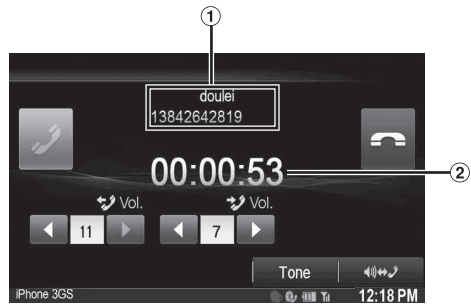 1
doulei
13842642819
00:00:53
2
Vol. Vol.
11 7
Tone
iPhone 3GS 12:18 PM